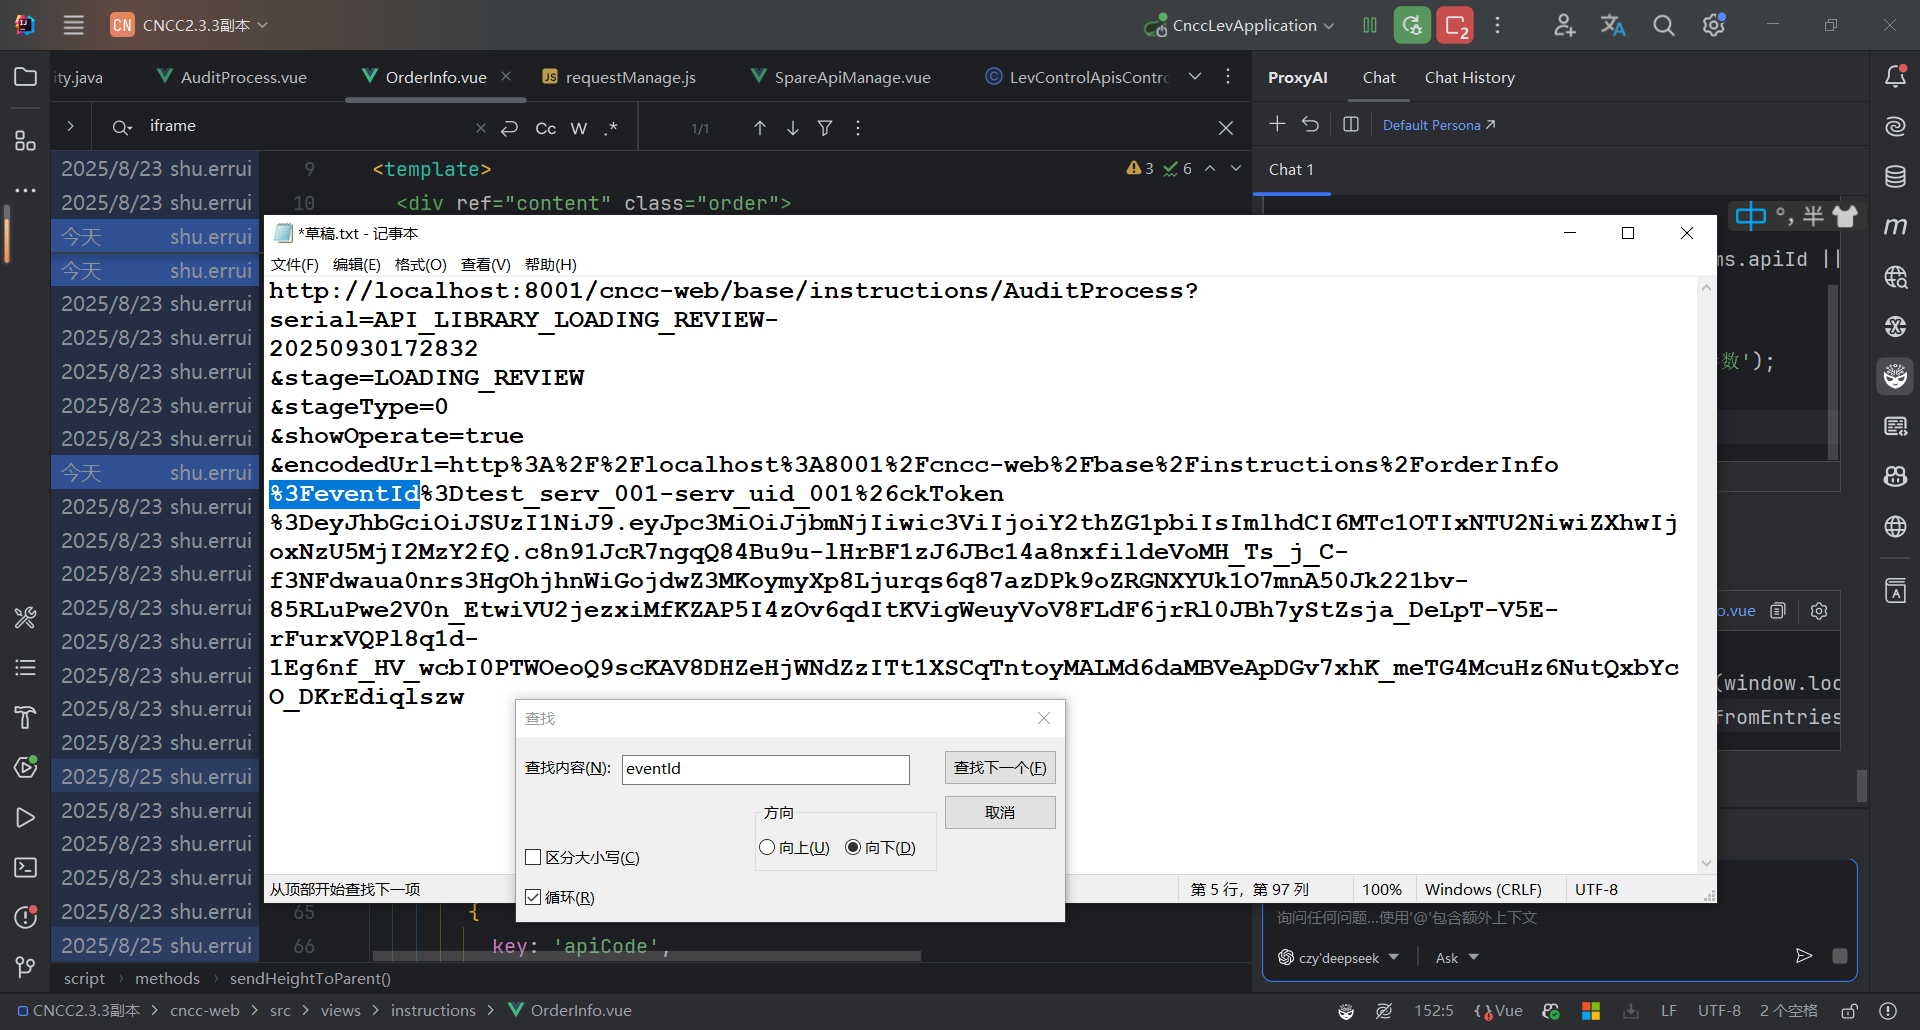 CN CNCC2.3.3副本
CnccLevApplication
2
ity.java
AuditProcess.vue
OrderInfo.vue
JS requestManage.js
SpareApiManage.vue
LevControlApisContr
ProxyAI
Chat
Chat History
iframe
Cc W .*
1/1
Default Persona
Chat 1
2025/8/23 shu.errui
2025/8/23 shu.errui
今天 shu.errui
今天 shu.errui
2025/8/23 shu.errui
2025/8/23 shu.errui
2025/8/23 shu.errui
2025/8/23 shu.errui
2025/8/23 shu.errui
今天 shu.errui
2025/8/23 shu.errui
2025/8/23 shu.errui
2025/8/23 shu.errui
2025/8/23 shu.errui
2025/8/23 shu.errui
2025/8/23 shu.errui
2025/8/23 shu.errui
2025/8/23 shu.errui
2025/8/25 shu.errui
2025/8/23 shu.errui
2025/8/23 shu.errui
2025/8/23 shu.errui
2025/8/23 shu.errui
2025/8/25 shu.errui
9 <template>
3 6
10 <div ref="content" class="order">
中 °, 半
*草稿.txt - 记事本
文件(F) 编辑(E) 格式(O) 查看(V) 帮助(H)
http://localhost:8001/cncc-web/base/instructions/AuditProcess?
serial=API_LIBRARY_LOADING_REVIEW-
20250930172832
&stage=LOADING_REVIEW
&stageType=0
&showOperate=true
&encodedUrl=http%3A%2F%2Flocalhost%3A8001%2Fcncc-web%2Fbase%2Finstructions%2ForderInfo
%3FeventId%3Dtest_serv_001-serv_uid_001%26ckToken
%3DeyJhbGciOiJSUzI1NiJ9.eyJpc3MiOiJjbmNjIiwic3ViIjoiY2thZG1pbiIsImlhdCI6MTc1OTIxNTU2NiwiZXhwIj
oxNzU5MjI2MzY2fQ.c8n91JcR7ngqQ84Bu9u-lHrBF1zJ6JBc14a8nxfildeVoMH_Ts_j_C-
f3NFdwaua0nrs3HgOhjhnWiGojdwZ3MKoymyXp8Ljurqs6q87azDPk9oZRGNXYUk1O7mnA50Jk221bv-
85RLuPwe2V0n_EtwiVU2jezxiMfKZAP5I4zOv6qdItKVigWeuyVoV8FLdF6jrRl0JBh7yStZsja_DeLpT-V5E-
rFurxVQPl8q1d-
1Eg6nf_HV_wcbI0PTWOeoQ9scKAV8DHZeHjWNdZzITt1XSCqTntoyMALMd6daMBVeApDGv7xhK_meTG4McuHz6NutQxbYc
O_DKrEdiqlszw
查找
查找内容(N):
eventId
查找下一个(F)
取消
方向
向上(U) 向下(D)
区分大小写(C)
循环(R)
从顶部开始查找下一项
第 5 行，第 97 列
100%
Windows (CRLF)
UTF-8
ms.apiId ||
数');
o.vue
(window.loc
fromEntries
65 {
66 key: 'apiCode',
询问任何问题...使用'@'包含额外上下文
czy'deepseek
Ask
script > methods > sendHeightToParent()
CNCC2.3.3副本 > cncc-web > src > views > instructions > OrderInfo.vue
152:5
Vue
LF
UTF-8
2 个空格